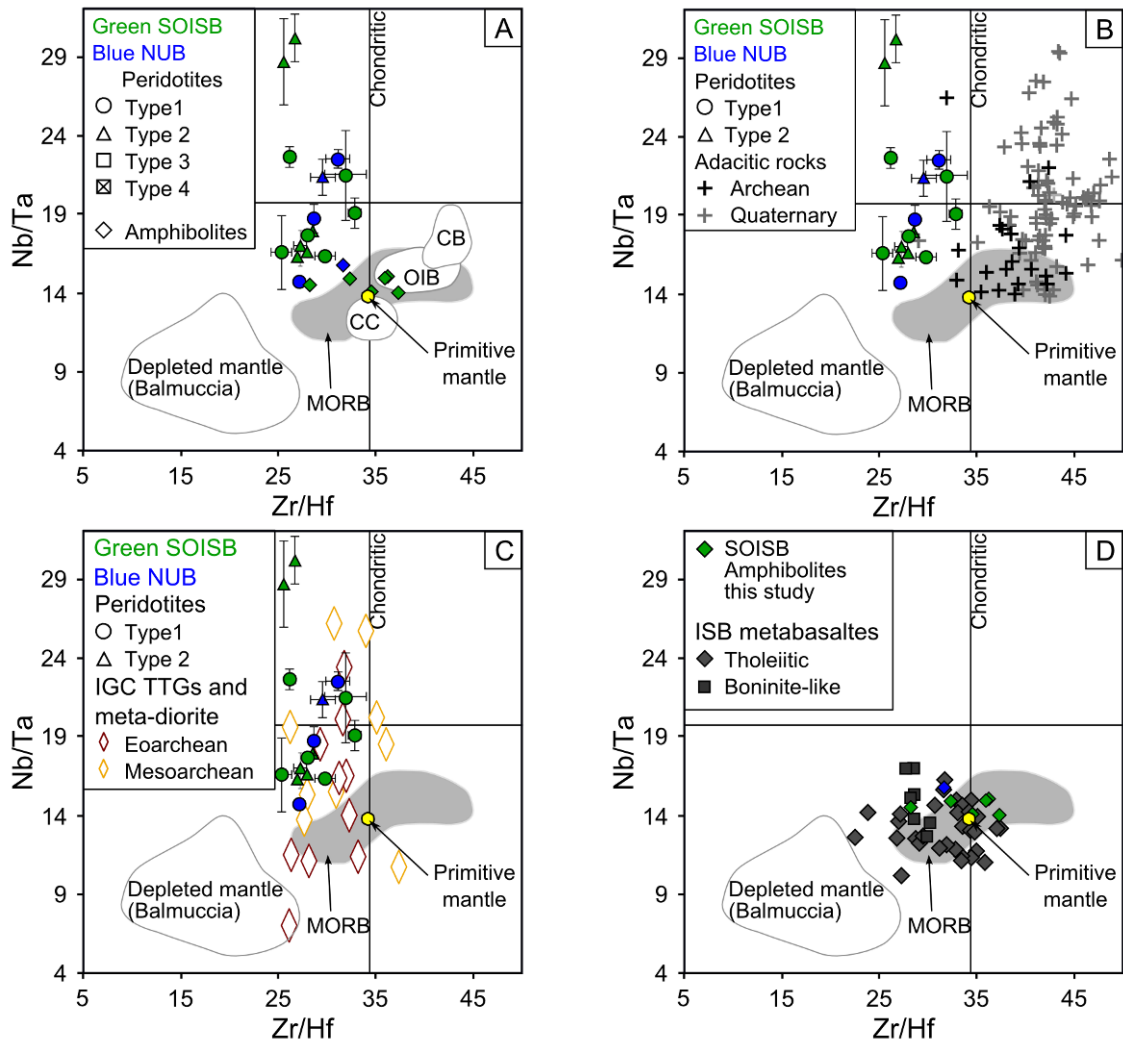 A
Green SOISB
Blue NUB
Peridotites
Type1
Type 2
Type 3
Type 4
Amphibolites
Chondritic
CB
OIB
CC
Depleted mantle
(Balmuccia)
MORB
Primitive
mantle
Nb/Ta
29
24
19
14
9
4
5
15
25
35
45
Zr/Hf
B
Green SOISB
Blue NUB
Peridotites
Type1
Type 2
Adacitic rocks
Archean
Quaternary
Chondritic
Depleted mantle
(Balmuccia)
MORB
Primitive
mantle
Nb/Ta
29
24
19
14
9
4
5
15
25
35
45
Zr/Hf
C
Green SOISB
Blue NUB
Peridotites
Type1
Type 2
IGC TTGs and
meta-diorite
Eoarchean
Mesoarchean
Chondritic
Depleted mantle
(Balmuccia)
MORB
Primitive
mantle
Nb/Ta
29
24
19
14
9
4
5
15
25
35
45
Zr/Hf
D
SOISB
Amphibolites
this study
ISB metabasaltes
Tholeiitic
Boninite-like
Chondritic
Depleted mantle
(Balmuccia)
MORB
Primitive
mantle
Nb/Ta
29
24
19
14
9
4
5
15
25
35
45
Zr/Hf